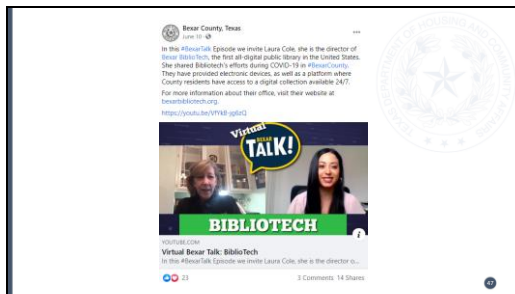 Bexar County, Texas
June 10
In this #BexarTalk Episode we invite Laura Cole, she is the director of
Bexar BiblioTech, the first all-digital public library in the United States.
She shared Bibliotech's efforts during COVID-19 in #BexarCounty.
They have provided electronic devices, as well as a platform where
County residents have access to a digital collection available 24/7.
For more information about their office, visit their website at
bexarbibliotech.org.
Virtual
BEXAR
TALK!
BIBLIOTECH
YOUTUBE.COM
Virtual Bexar Talk: BiblioTech
In this #BexarTalk Episode we invite Laura Cole, she is the director o...
23
3 Comments 14 Shares
47